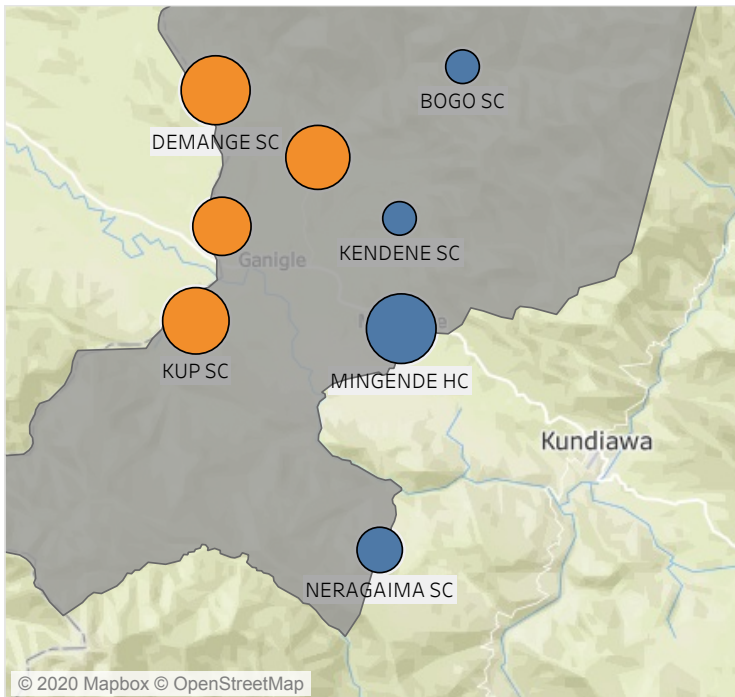 BOGO SC
DEMANGE SC
KENDENE SC
Ganigle
KUP SC
MINGENDE HC
Kundiawa
NERAGAIMA SC
© 2020 Mapbox © OpenStreetMap